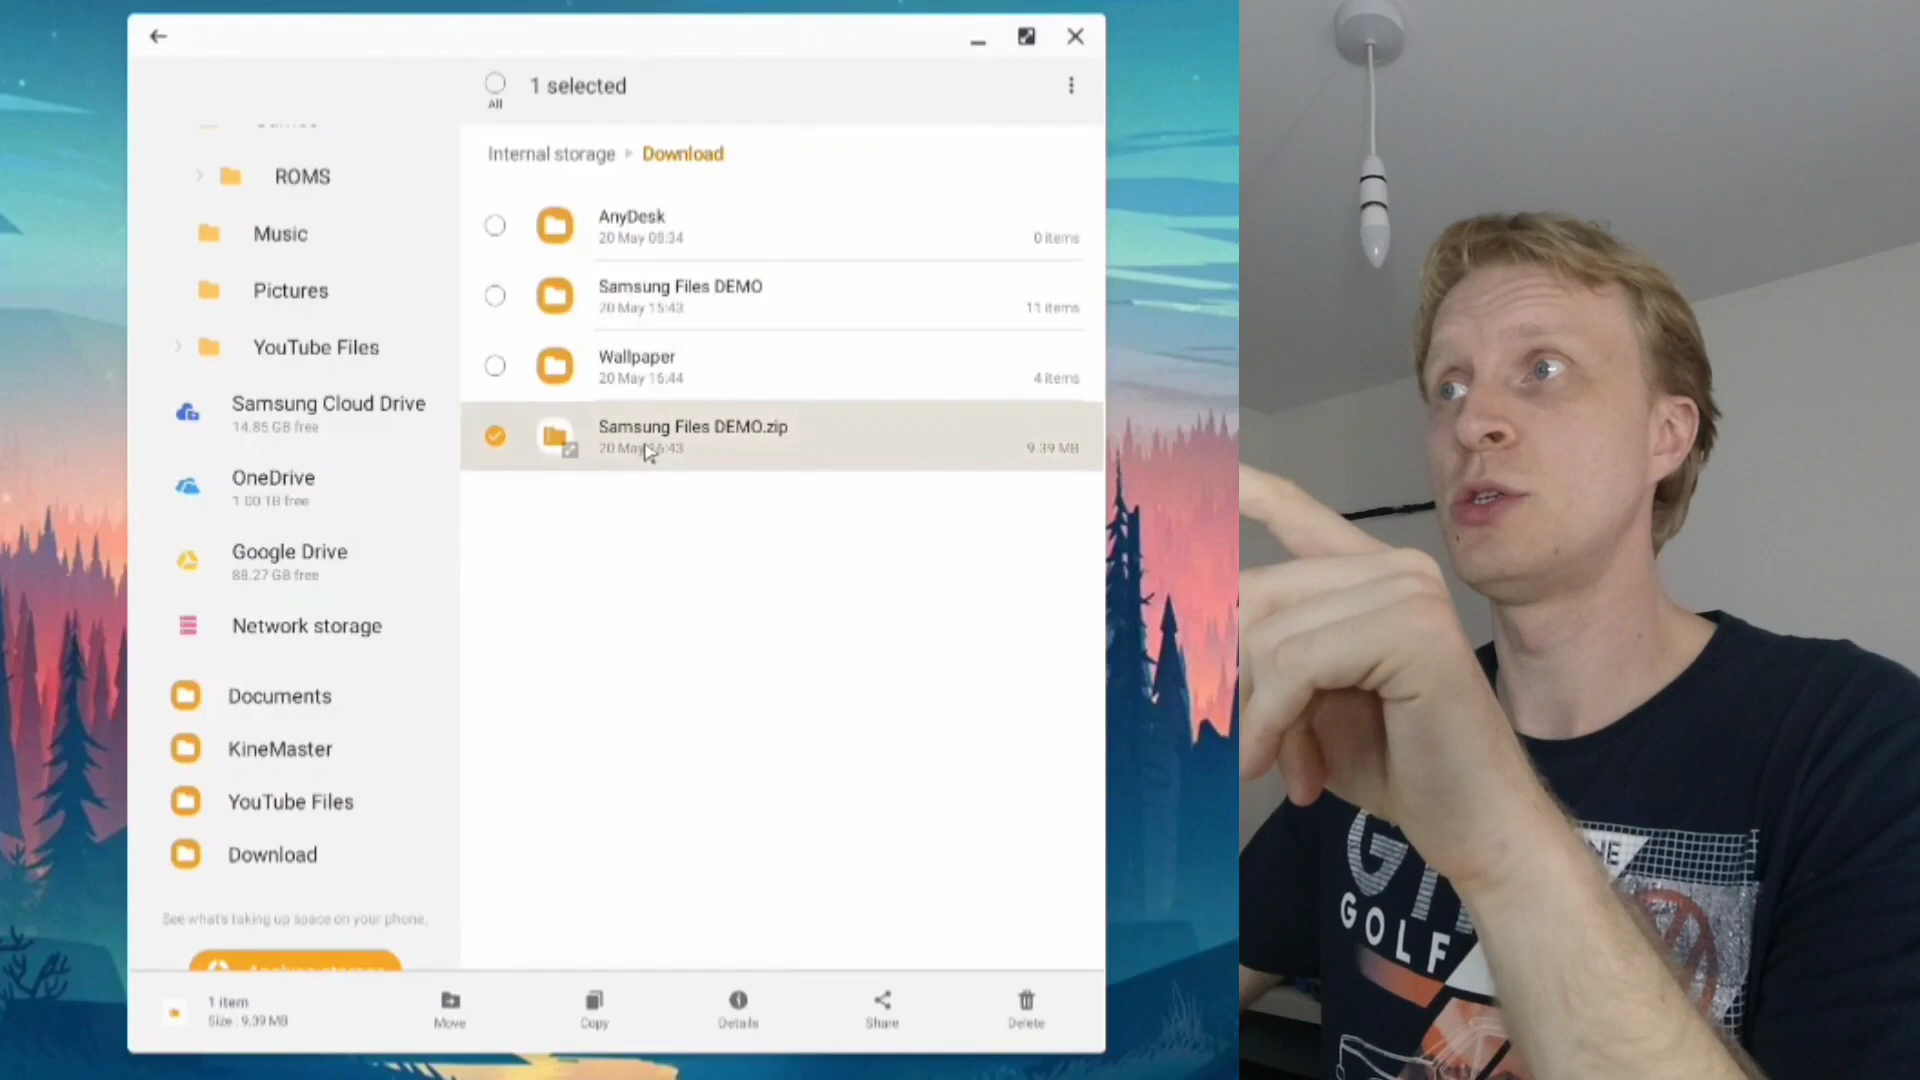 All
1 selected
Internal storage
Download
ROMS
Music
Pictures
YouTube Files
Samsung Cloud Drive
14.85 GB free
OneDrive
1.00 TB free
Google Drive
88.27 GB free
Network storage
Documents
KineMaster
YouTube Files
Download
See what's taking up space on your phone.
AnyDesk
20 May 08:34
0 items
Samsung Files DEMO
20 May 15:43
11 items
Wallpaper
20 May 16:44
4 items
Samsung Files DEMO.zip
20 May
9.39 MB
1 item
Size : 9.39 MB
Move
Copy
Details
Share
Delete
GOLF